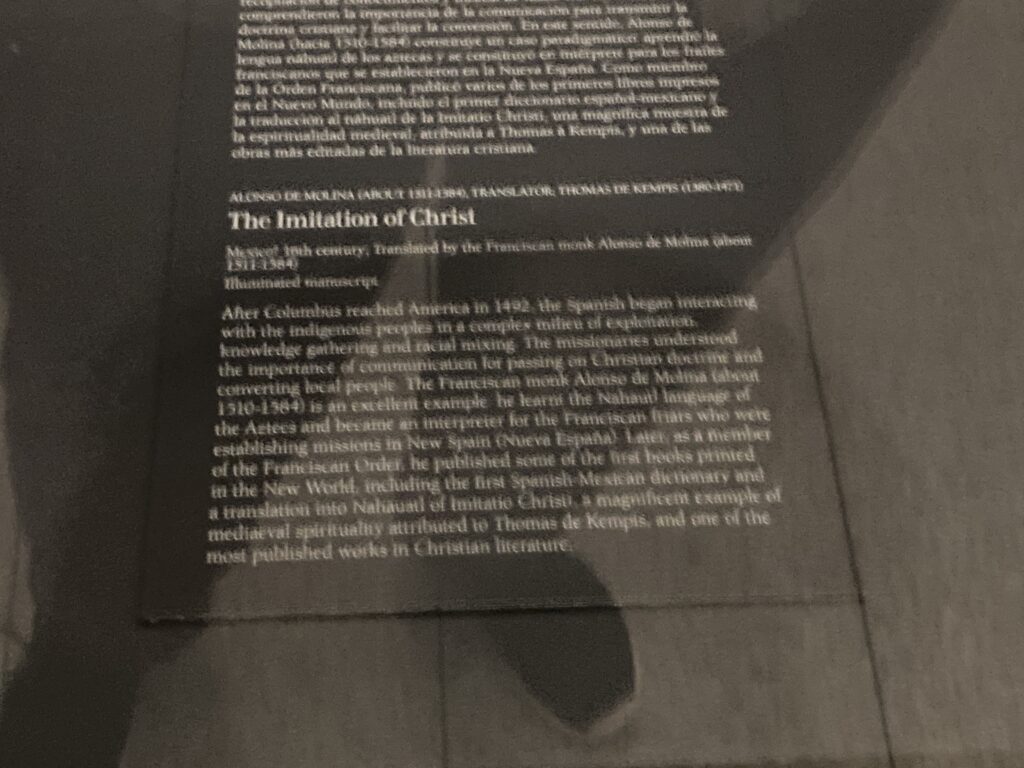 comprendieron la importancia de la comunicación para transmitir la
doctrina cristiana y facilitar la conversión. En este sentido, Alonso de
Molina (hacia 1510-1584) construye un caso paradigmático: aprendió la
lengua náhuatl de los aztecas y se construyó en intérprete para los frailes
franciscanos que se establecieron en la Nueva España. Como miembro
de la Orden Franciscana, publicó varios de los primeros libros impresos
en el Nuevo Mundo, incluido el primer diccionario español-mexicano y
la traducción al náhuatl de la Imitatio Christi, una magnífica muestra de
la espiritualidad medieval, atribuida a Thomas à Kempis, y una de las
obras más editadas de la literatura cristiana.
ALONSO DE MOLINA (ABOUT 1511-1584), TRANSLATOR; THOMAS DE KEMPIS (1380-1471)
The Imitation of Christ
Mexico? 16th century; Translated by the Franciscan monk Alonso de Molina (about
1511-1584)
Illuminated manuscript
After Columbus reached America in 1492, the Spanish began interacting
with the indigenous peoples in a complex milieu of exploitation,
knowledge gathering and racial mixing. The missionaries understood
the importance of communication for passing on Christian doctrine and
converting local people. The Franciscan monk Alonso de Molina (about
1510-1584) is an excellent example: he learnt the Nahautl language of
the Aztecs and became an interpreter for the Franciscan friars who were
establishing missions in New Spain (Nueva España). Later, as a member
of the Franciscan Order, he published some of the first books printed
in the New World, including the first Spanish-Mexican dictionary and
a translation into Nahautl of Imitatio Christi, a magnificent example of
mediaeval spirituality attributed to Thomas de Kempis, and one of the
most published works in Christian literature.